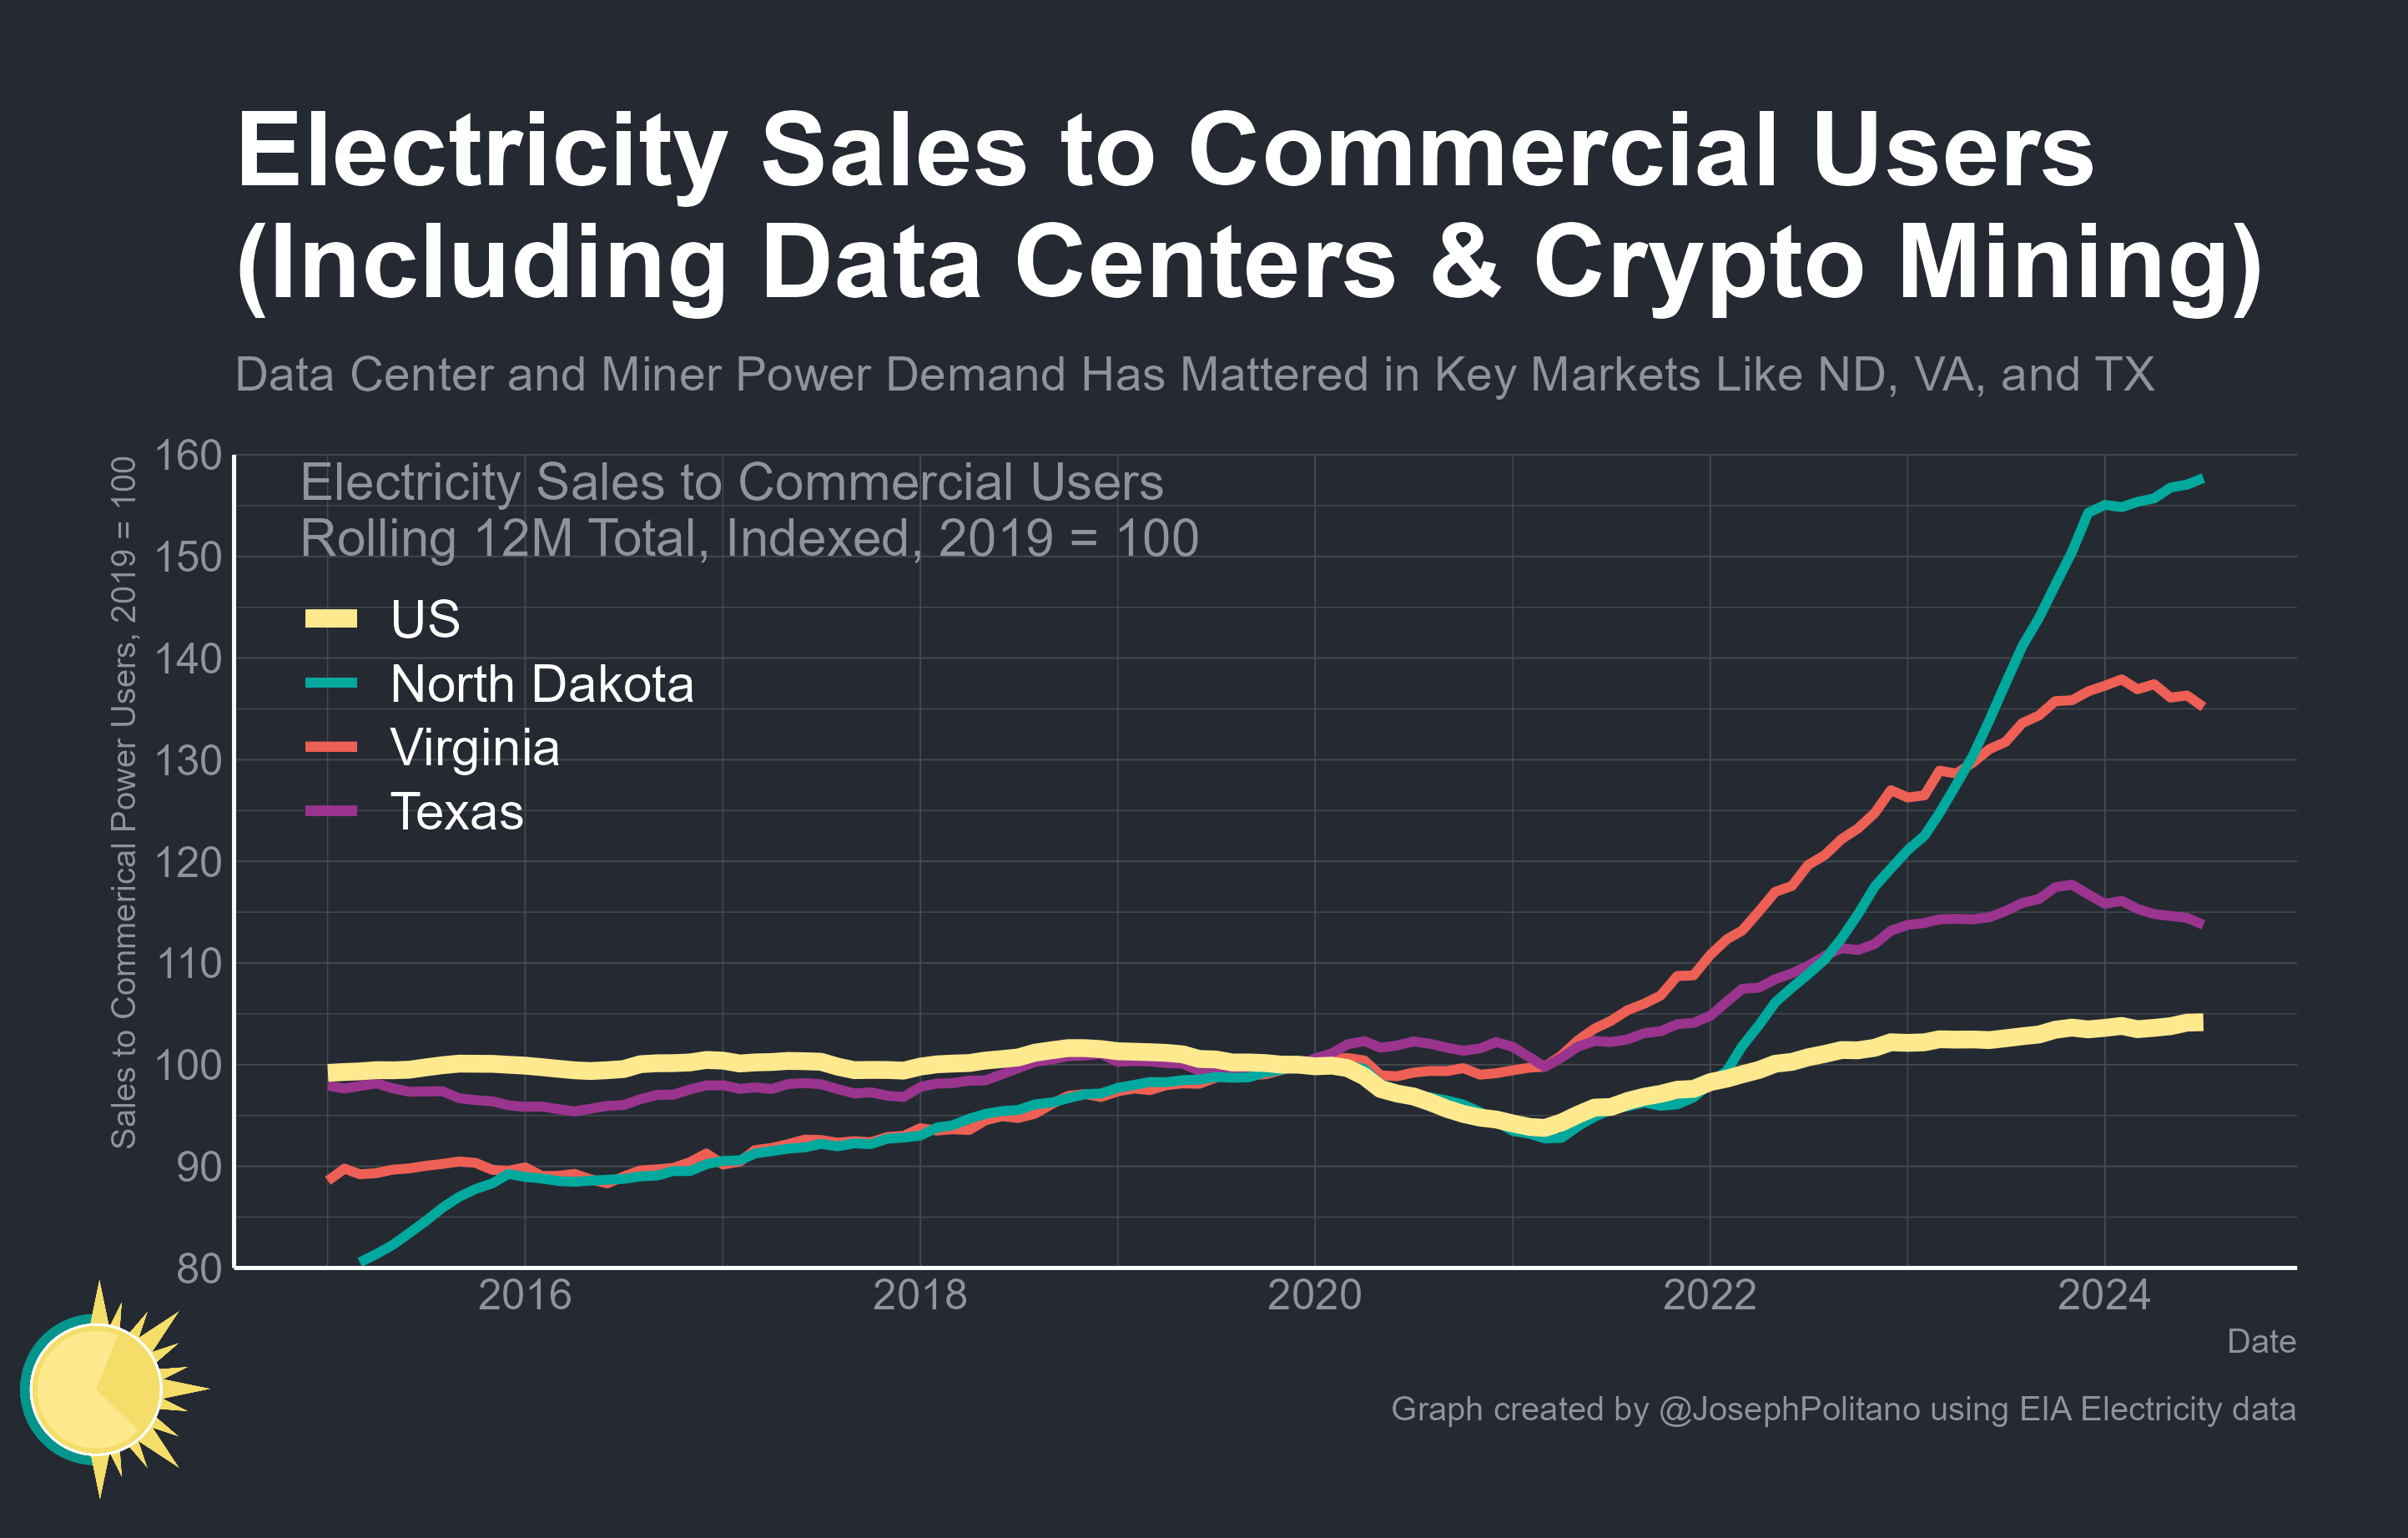 Electricity Sales to Commercial Users
(Including Data Centers & Crypto Mining)
Data Center and Miner Power Demand Has Mattered in Key Markets Like ND, VA, and TX
Sales to Commerical Power Users, 2019 = 100
160
150
140
130
120
110
100
90
80
Electricity Sales to Commercial Users
Rolling 12M Total, Indexed, 2019 = 100
US
North Dakota
Virginia
Texas
2016 2018 2020 2022 2024
Date
Graph created by @JosephPolitano using EIA Electricity data